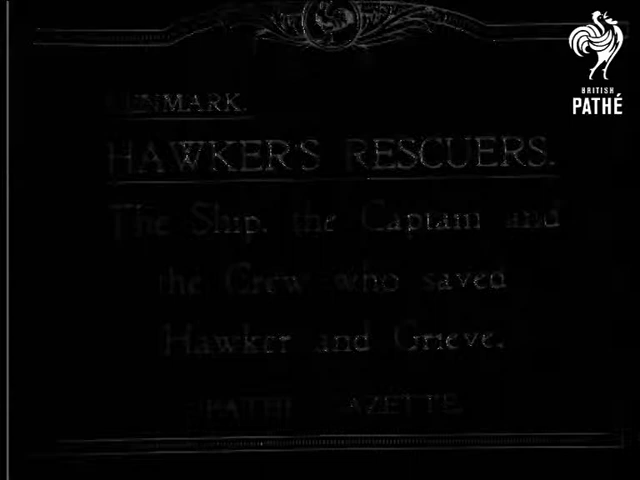 BRITISH
PATHÉ
DENMARK.
HAWKER'S RESCUERS.
The Ship, the Captain and
the Crew who saved
Hawker and Grieve.
PATHE GAZETTE.